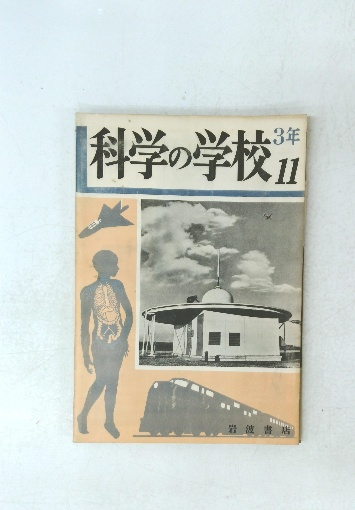 科学の学校
3年
11
岩波書店